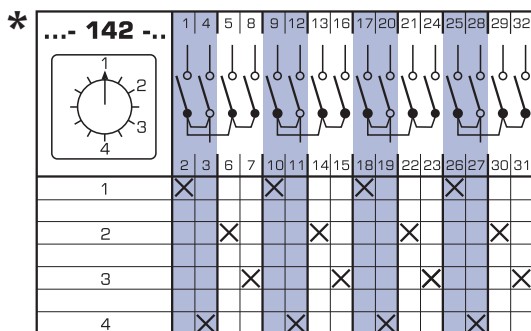 * ...- 142 -.. 1 4 5 8 9 12 13 16 17 20 21 24 25 28 29 32
1
2
3
4
2 3 6 7 10 11 14 15 18 19 22 23 26 27 30 31
1 X X X X
2 X X X X
3 X X X X
4 X X X X